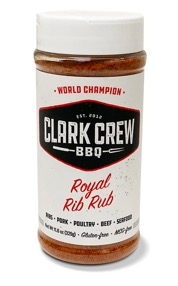 • WORLD CHAMPION •
EST. 2012
CLARK CREW
BBQ
Royal
Rib Rub
RIBS • PORK • POULTRY • BEEF • SEAFOOD
• Gluten-free • MSG-free